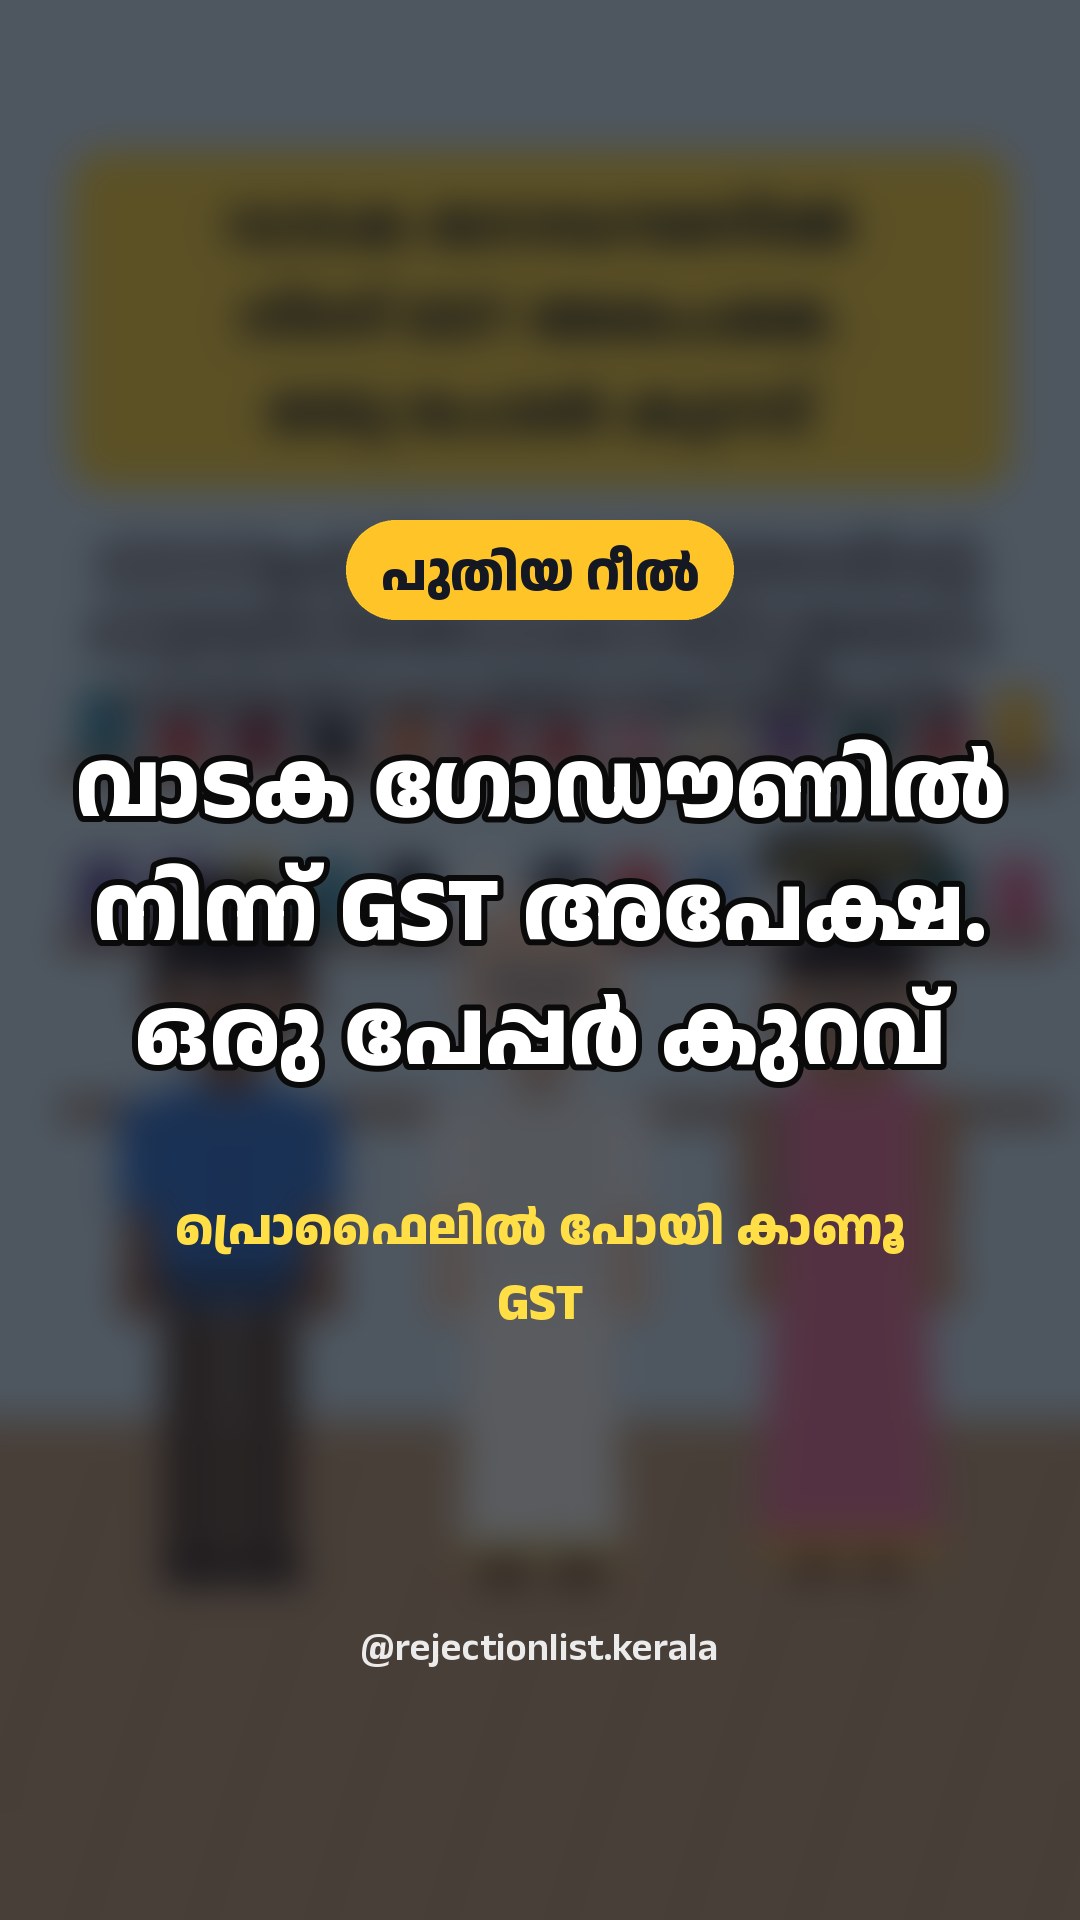 പുതിയ റീൽ
വാടക ഗോഡൗണിൽ
നിന്ന് GST അപേക്ഷ.
ഒരു പേപ്പർ കുറവ്
പ്രൊഫൈലിൽ പോയി കാണൂ
GST
@rejectionlist.kerala